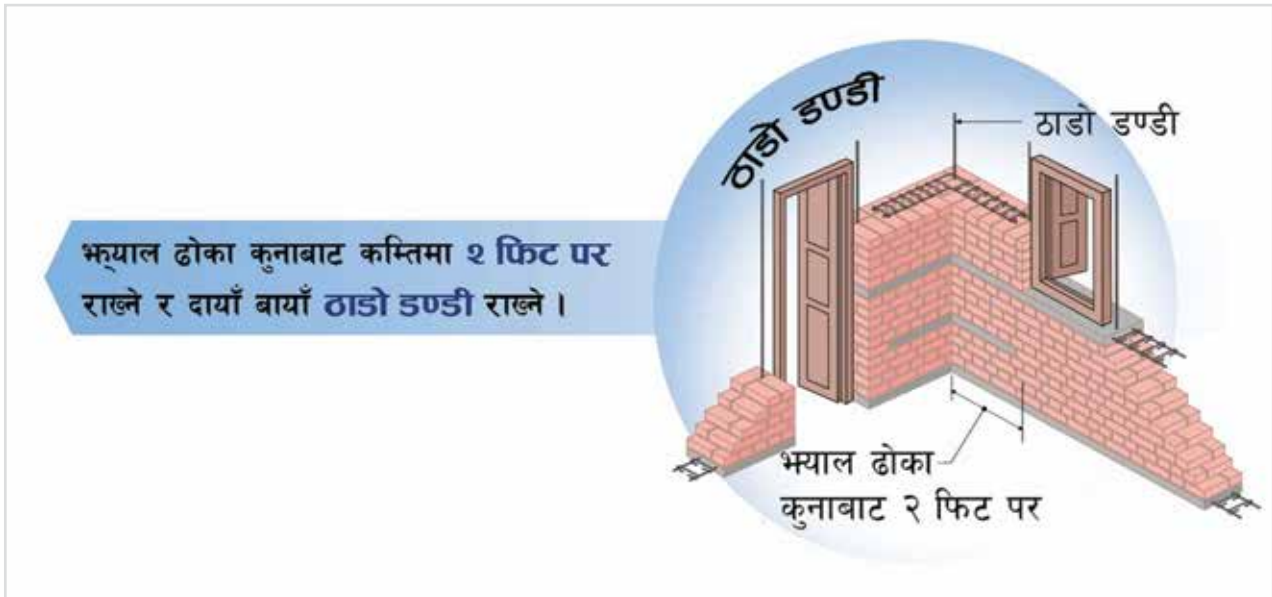 झ्याल ढोका कुनाबाट कम्तिमा २ फिट पर
राख्ने र दायाँ बायाँ ठाडो डण्डी राख्ने ।
ठाडो डण्डी
ठाडो डण्डी
झ्याल ढोका
कुनाबाट २ फिट पर